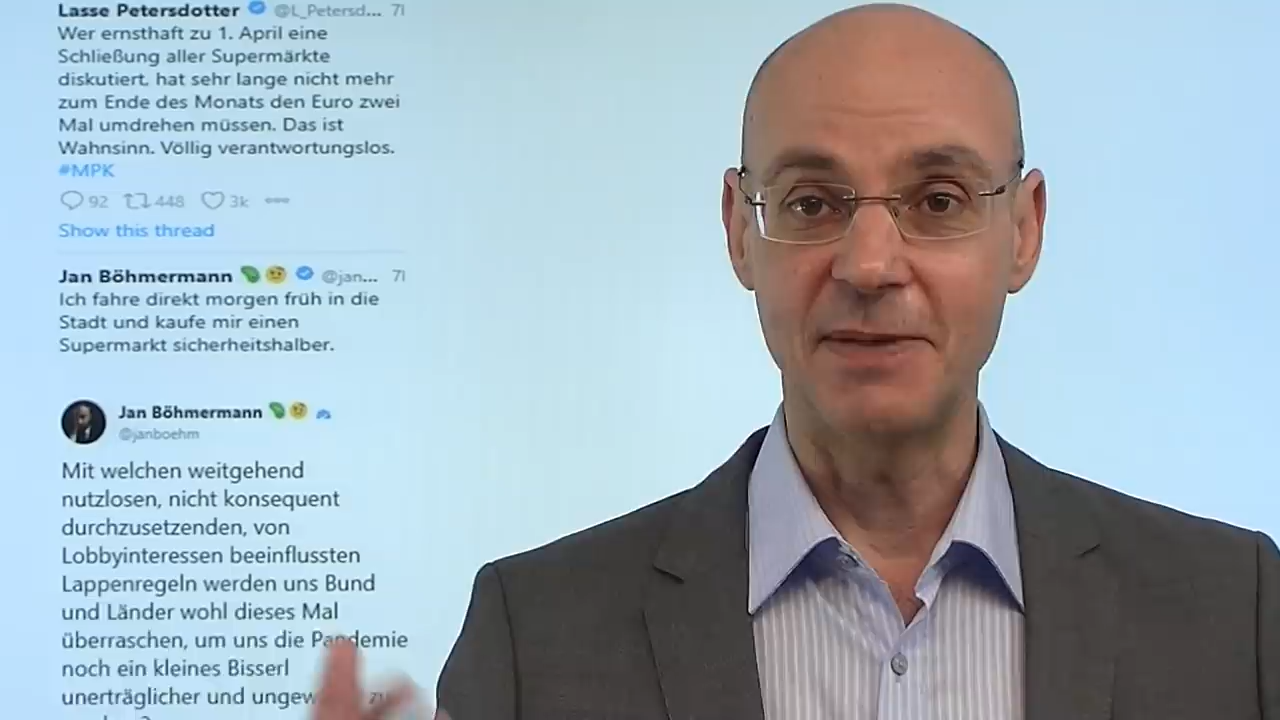 Lasse Petersdotter @L_Petersd... 7h
Wer ernsthaft zu 1. April eine
Schließung aller Supermärkte
diskutiert, hat sehr lange nicht mehr
zum Ende des Monats den Euro zwei
Mal umdrehen müssen. Das ist
Wahnsinn. Völlig verantwortungslos.
#MPK
92 448 3k
Show this thread
Jan Böhmermann @jan... 7h
Ich fahre direkt morgen früh in die
Stadt und kaufe mir einen
Supermarkt sicherheitshalber.
Jan Böhmermann
@janboehm
Mit welchen weitgehend
nutzlosen, nicht konsequent
durchzusetzenden, von
Lobbyinteressen beeinflussten
Lappenregeln werden uns Bund
und Länder wohl dieses Mal
überraschen, um uns die Pandemie
noch ein kleines Bisserl
unerträglicher und